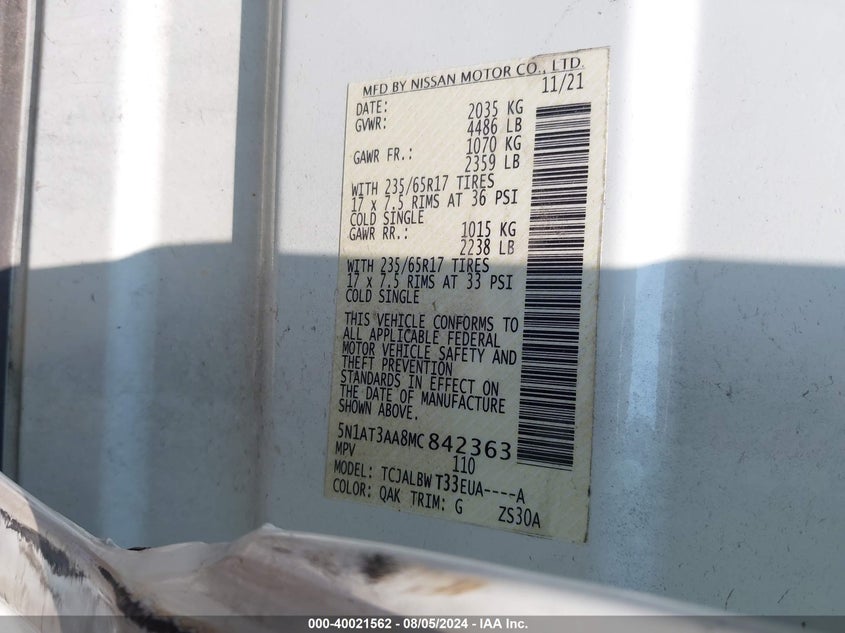 MFD BY NISSAN MOTOR CO., LTD.
DATE: 11/21
GVWR: 2035 KG
4486 LB
GAWR FR.: 1070 KG
2359 LB
WITH 235/65R17 TIRES
17 x 7.5 RIMS AT 36 PSI
COLD SINGLE
GAWR RR.: 1015 KG
2238 LB
WITH 235/65R17 TIRES
17 x 7.5 RIMS AT 33 PSI
COLD SINGLE
THIS VEHICLE CONFORMS TO
ALL APPLICABLE FEDERAL
MOTOR VEHICLE SAFETY AND
THEFT PREVENTION
STANDARDS IN EFFECT ON
THE DATE OF MANUFACTURE
SHOWN ABOVE.
5N1AT3AA8MC842363
MPV 110
MODEL: TCJALBW T33EUA----A
COLOR: QAK TRIM: G ZS30A
000-40021562 - 08/05/2024 - IAA Inc.